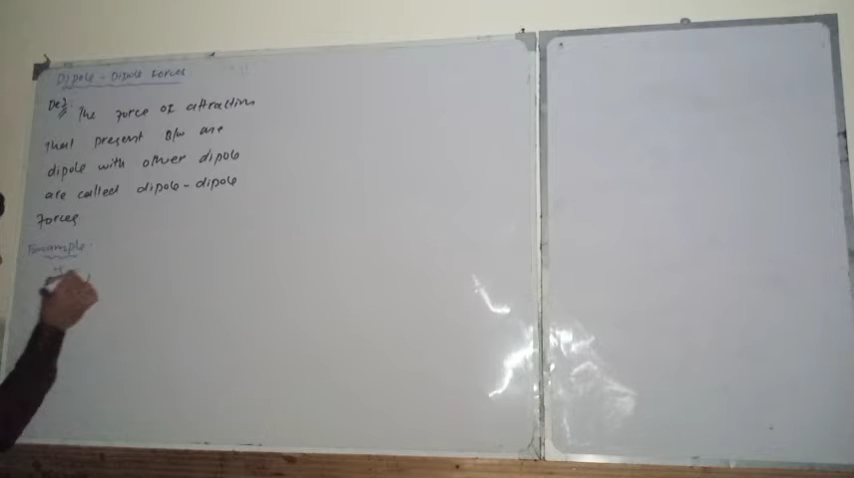 Dipole - Dipole Forces
Def: The Force of attraction
that present B/w are
dipole with other dipole
are called dipole - dipole
Forces
Example: